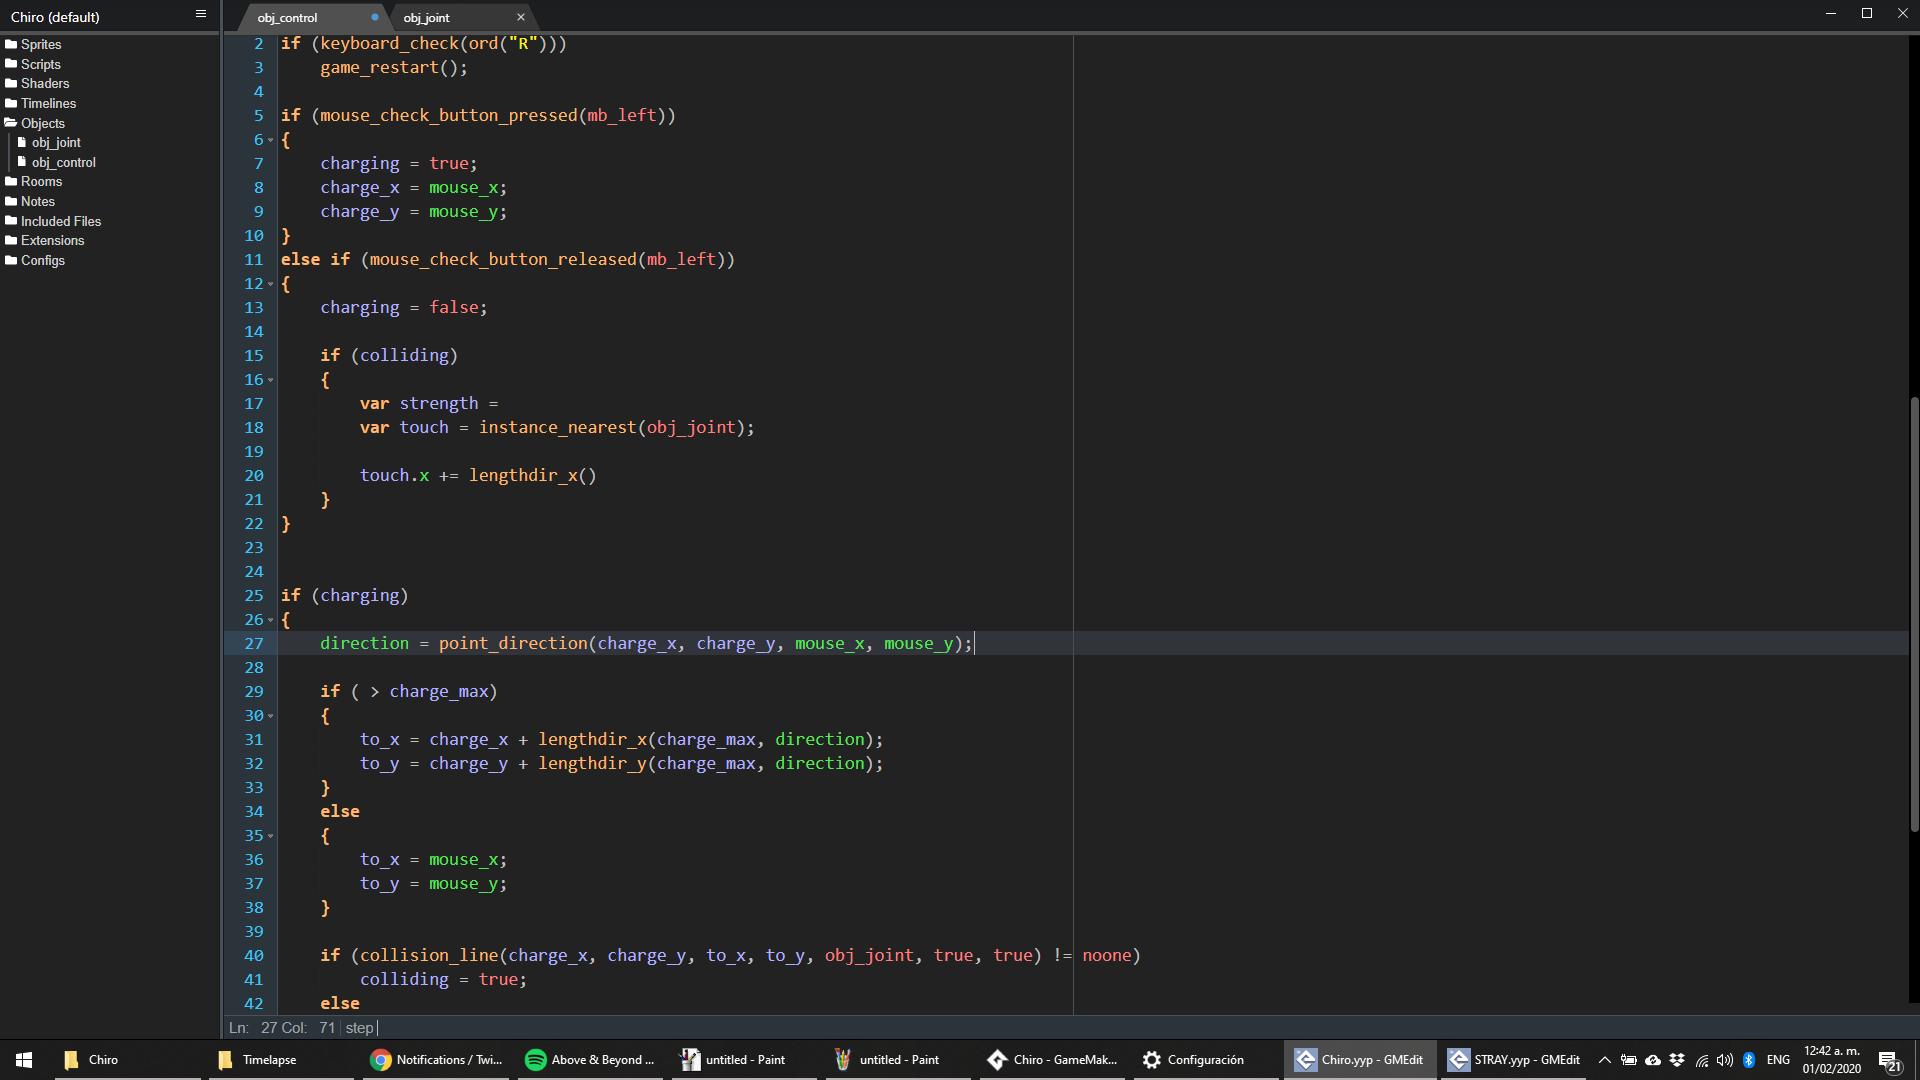 Chiro (default)
obj_control
obj_joint
Sprites
Scripts
Shaders
Timelines
Objects
obj_joint
obj_control
Rooms
Notes
Included Files
Extensions
Configs
2 if (keyboard_check(ord("R")))
3 game_restart();
4
5 if (mouse_check_button_pressed(mb_left))
6 {
7 charging = true;
8 charge_x = mouse_x;
9 charge_y = mouse_y;
10 }
11 else if (mouse_check_button_released(mb_left))
12 {
13 charging = false;
14
15 if (colliding)
16 {
17 var strength =
18 var touch = instance_nearest(obj_joint);
19
20 touch.x += lengthdir_x()
21 }
22 }
23
24
25 if (charging)
26 {
27 direction = point_direction(charge_x, charge_y, mouse_x, mouse_y);
28
29 if ( > charge_max)
30 {
31 to_x = charge_x + lengthdir_x(charge_max, direction);
32 to_y = charge_y + lengthdir_y(charge_max, direction);
33 }
34 else
35 {
36 to_x = mouse_x;
37 to_y = mouse_y;
38 }
39
40 if (collision_line(charge_x, charge_y, to_x, to_y, obj_joint, true, true) != noone)
41 colliding = true;
42 else
Ln: 27 Col: 71 step
Chiro
Timelapse
Notifications / Twi...
Above & Beyond ...
untitled - Paint
untitled - Paint
Chiro - GameMak...
Configuración
Chiro.yyp - GMEdit
STRAY.yyp - GMEdit
ENG
12:42 a. m.
01/02/2020
21